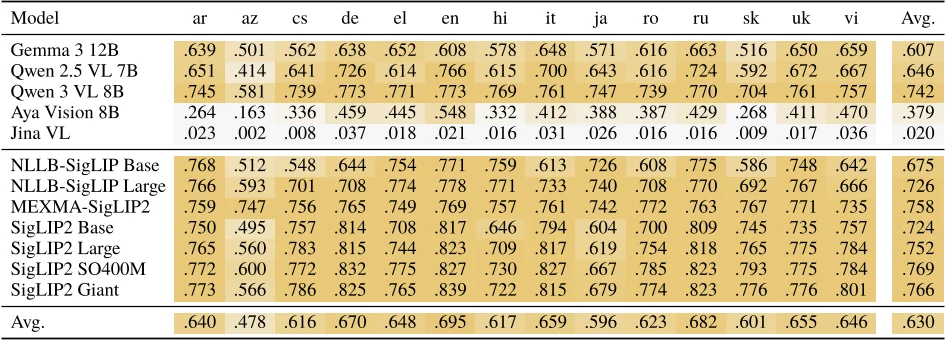 Model ar az cs de el en hi it ja ro ru sk uk vi Avg.
Gemma 3 12B .639 .501 .562 .638 .652 .608 .578 .648 .571 .616 .663 .516 .650 .659 .607
Qwen 2.5 VL 7B .651 .414 .641 .726 .614 .766 .615 .700 .643 .616 .724 .592 .672 .667 .646
Qwen 3 VL 8B .745 .581 .739 .773 .771 .773 .769 .761 .747 .739 .770 .704 .761 .757 .742
Aya Vision 8B .264 .163 .336 .459 .445 .548 .332 .412 .388 .387 .429 .268 .411 .470 .379
Jina VL .023 .002 .008 .037 .018 .021 .016 .031 .026 .016 .016 .009 .017 .036 .020
NLLB-SigLIP Base .768 .512 .548 .644 .754 .771 .759 .613 .726 .608 .775 .586 .748 .642 .675
NLLB-SigLIP Large .766 .593 .701 .708 .774 .778 .771 .733 .740 .708 .770 .692 .767 .666 .726
MEXMA-SigLIP2 .759 .747 .756 .765 .749 .769 .757 .761 .742 .772 .763 .767 .771 .735 .758
SigLIP2 Base .750 .495 .757 .814 .708 .817 .646 .794 .604 .700 .809 .745 .735 .757 .724
SigLIP2 Large .765 .560 .783 .815 .744 .823 .709 .817 .619 .754 .818 .765 .775 .784 .752
SigLIP2 SO400M .772 .600 .772 .832 .775 .827 .730 .827 .667 .785 .823 .793 .775 .784 .769
SigLIP2 Giant .773 .566 .786 .825 .765 .839 .722 .815 .679 .774 .823 .776 .776 .801 .766
Avg. .640 .478 .616 .670 .648 .695 .617 .659 .596 .623 .682 .601 .655 .646 .630